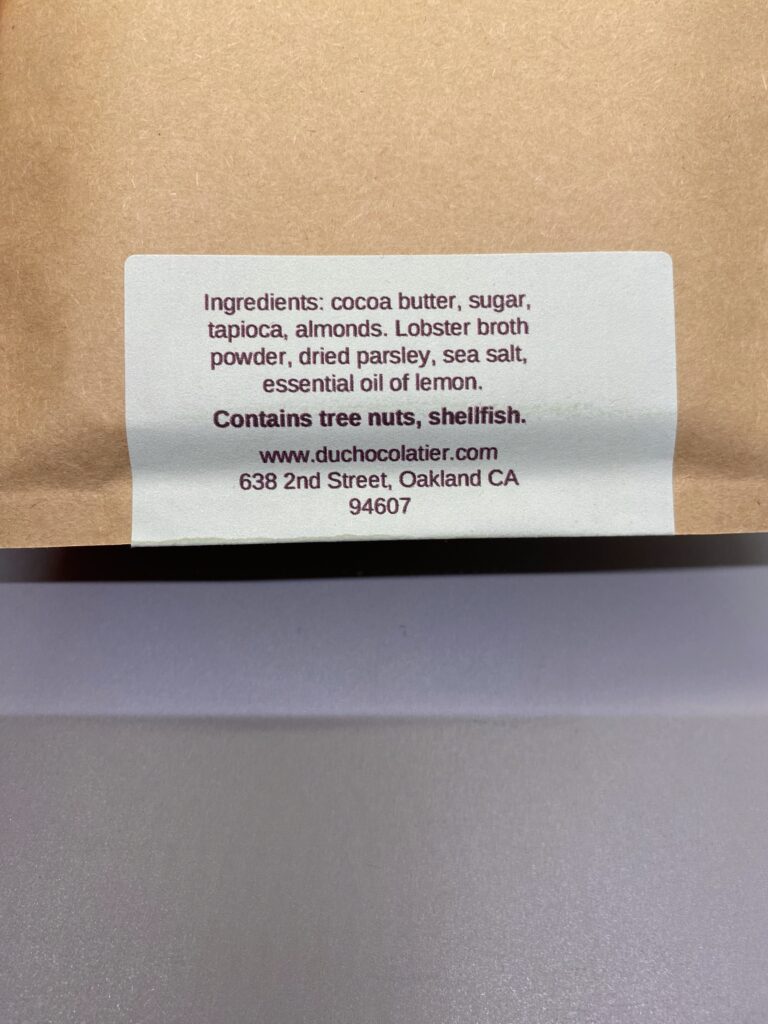 Ingredients: cocoa butter, sugar,
tapioca, almonds. Lobster broth
powder, dried parsley, sea salt,
essential oil of lemon.
Contains tree nuts, shellfish.
www.duchocolatier.com
638 2nd Street, Oakland CA
94607